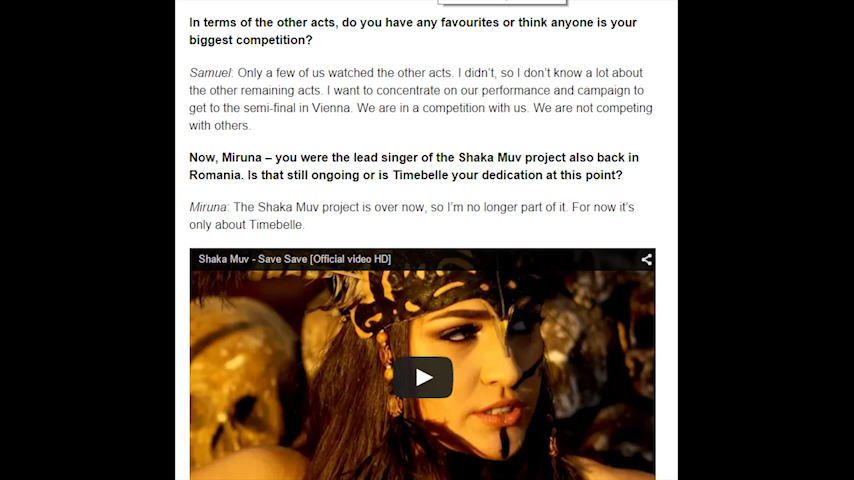 In terms of the other acts, do you have any favourites or think anyone is your
biggest competition?
Samuel: Only a few of us watched the other acts. I didn't, so I don't know a lot about
the other remaining acts. I want to concentrate on our performance and campaign to
get to the semi-final in Vienna. We are in a competition with us. We are not competing
with others.
Now, Miruna – you were the lead singer of the Shaka Muv project also back in
Romania. Is that still ongoing or is Timebelle your dedication at this point?
Miruna: The Shaka Muv project is over now, so I'm no longer part of it. For now it's
only about Timebelle.
Shaka Muv - Save Save [Official video HD]